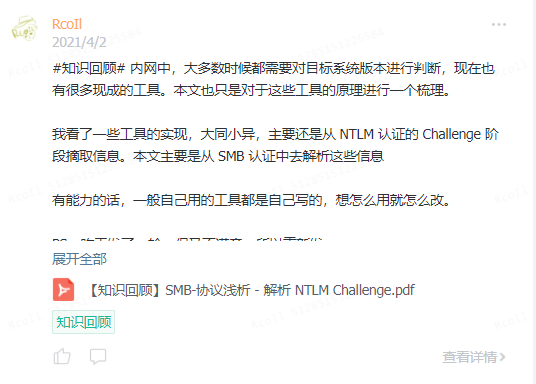 RcoIl
2021/4/2
#知识回顾# 内网中，大多数时候都需要对目标系统版本进行判断，现在也
有很多现成的工具。本文也只是对于这些工具的原理进行一个梳理。
我看了一些工具的实现，大同小异，主要还是从 NTLM 认证的 Challenge 阶
段摘取信息。本文主要是从 SMB 认证中去解析这些信息
有能力的话，一般自己用的工具都是自己写的，想怎么用就怎么改。
展开全部
【知识回顾】SMB-协议浅析 - 解析 NTLM Challenge.pdf
知识回顾
查看详情